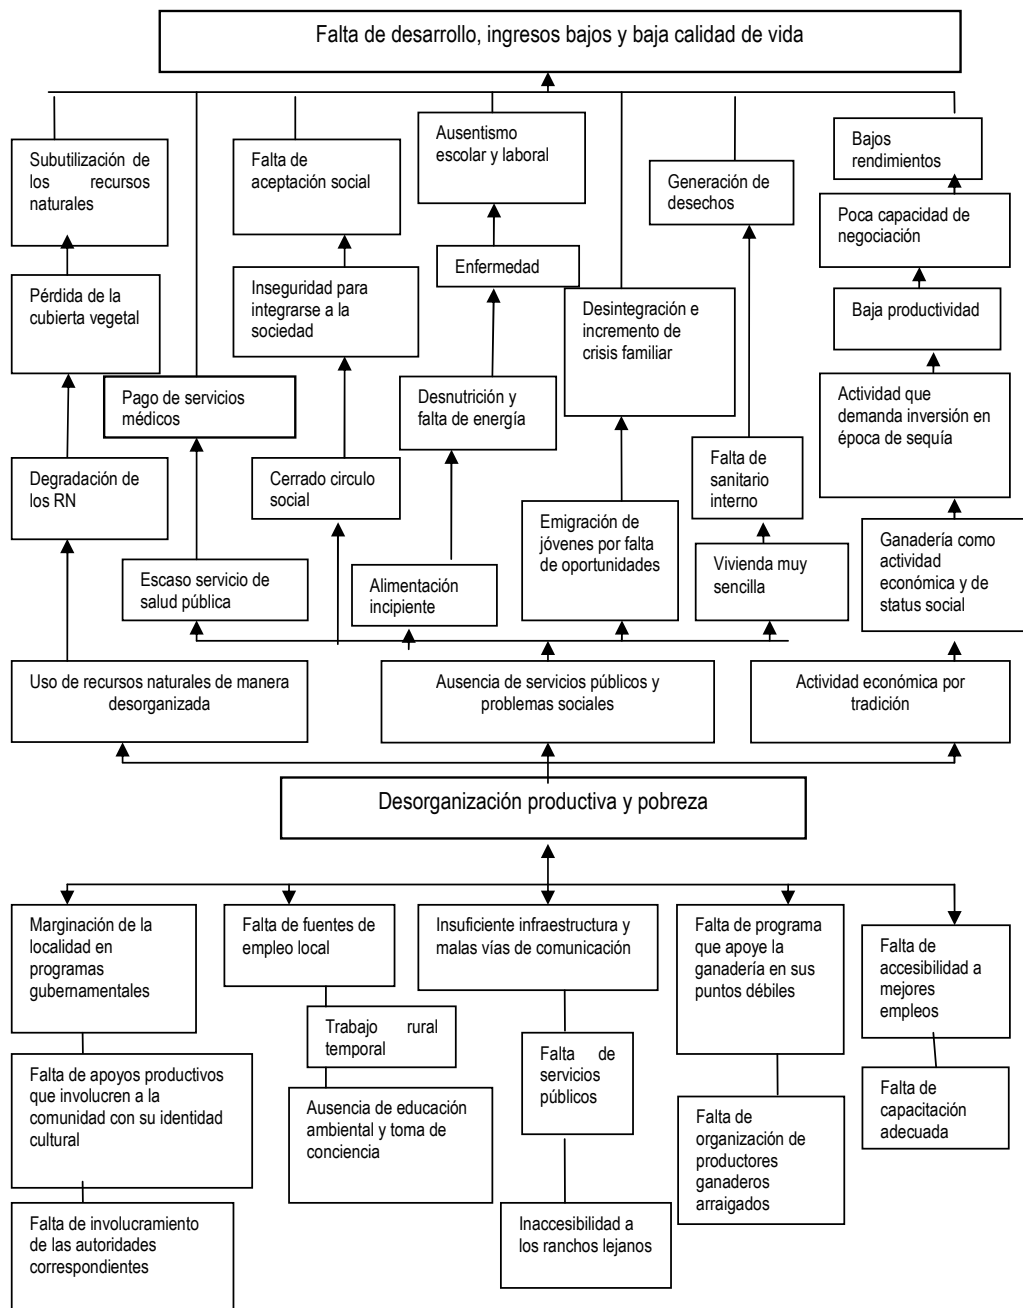 Falta de desarrollo, ingresos bajos y baja calidad de vida
Subutilización de
los recursos
naturales
Falta de
aceptación social
Ausentismo
escolar y laboral
Generación de
desechos
Bajos
rendimientos
Poca capacidad de
negociación
Pérdida de la
cubierta vegetal
Inseguridad para
integrarse a la
sociedad
Enfermedad
Desintegración e
incremento de
crisis familiar
Baja productividad
Pago de servicios
médicos
Desnutrición y
falta de energía
Actividad que
demanda inversión en
época de sequía
Degradación de
los RN
Cerrado circulo
social
Falta de
sanitario
interno
Emigración de
jóvenes por falta
de oportunidades
Ganadería como
actividad
económica y de
status social
Escaso servicio de
salud pública
Alimentación
incipiente
Vivienda muy
sencilla
Uso de recursos naturales de manera
desorganizada
Ausencia de servicios públicos y
problemas sociales
Actividad económica por
tradición
Desorganización productiva y pobreza
Marginación de la
localidad en
programas
gubernamentales
Falta de fuentes de
empleo local
Insuficiente infraestructura y
malas vías de comunicación
Falta de programa
que apoye la
ganadería en sus
puntos débiles
Falta de
accesibilidad a
mejores
empleos
Trabajo rural
temporal
Falta de
servicios
públicos
Falta de apoyos productivos
que involucren a la
comunidad con su identidad
cultural
Ausencia de educación
ambiental y toma de
conciencia
Falta de
organización de
productores
ganaderos
arraigados
Falta de
capacitación
adecuada
Falta de involucramiento
de las autoridades
correspondientes
Inaccesibilidad a
los ranchos lejanos